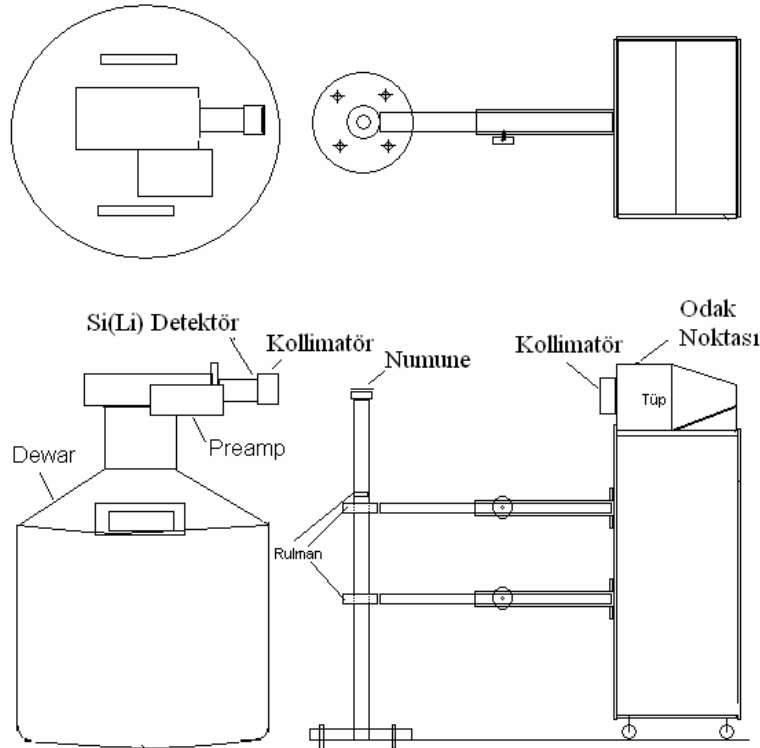 Odak
Noktası
Si(Li) Detektör
Kollimatör
Kollimatör
Numune
Tüp
Preamp
Dewar
Rulman